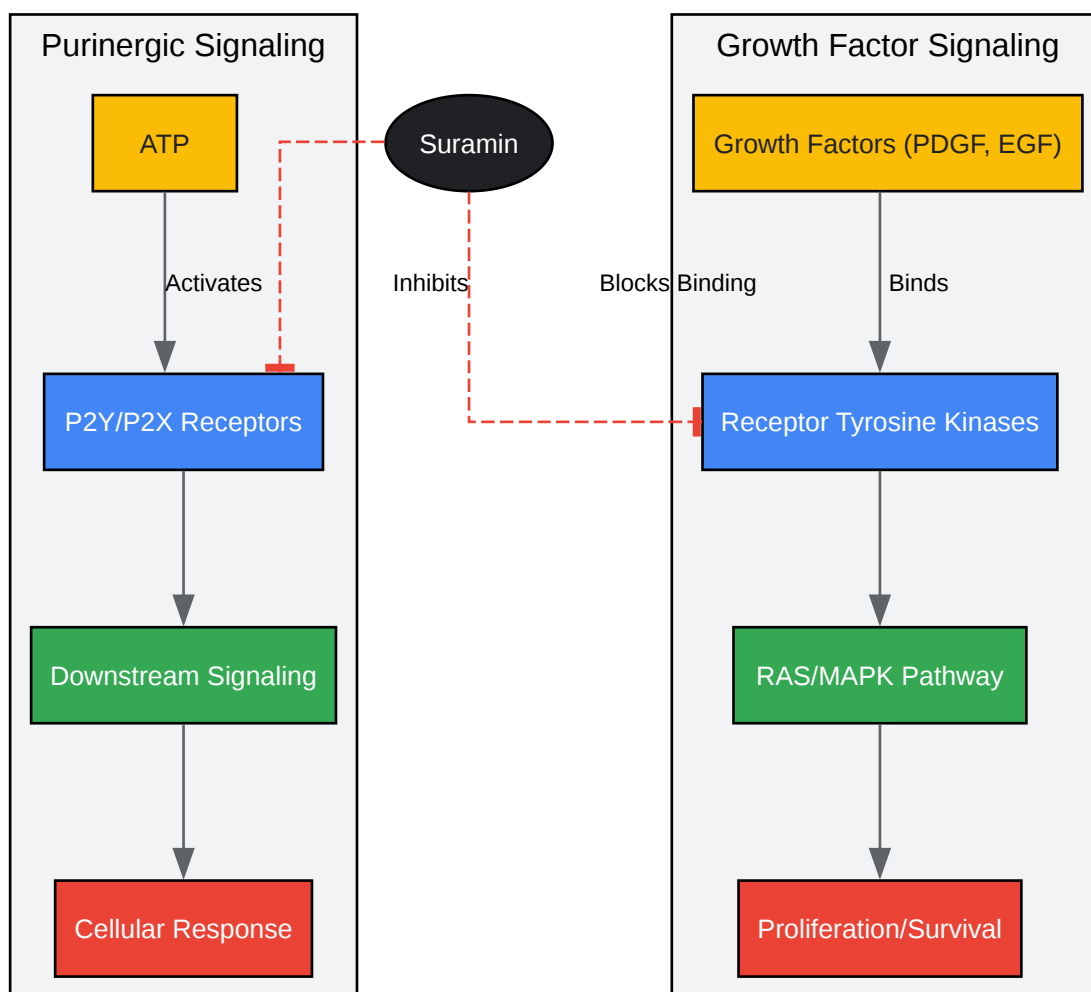 Purinergic Signaling
Growth Factor Signaling
ATP
Suramin
Growth Factors (PDGF, EGF)
Activates
Inhibits
Blocks Binding
Binds
P2Y/P2X Receptors
Receptor Tyrosine Kinases
Downstream Signaling
RAS/MAPK Pathway
Cellular Response
Proliferation/Survival